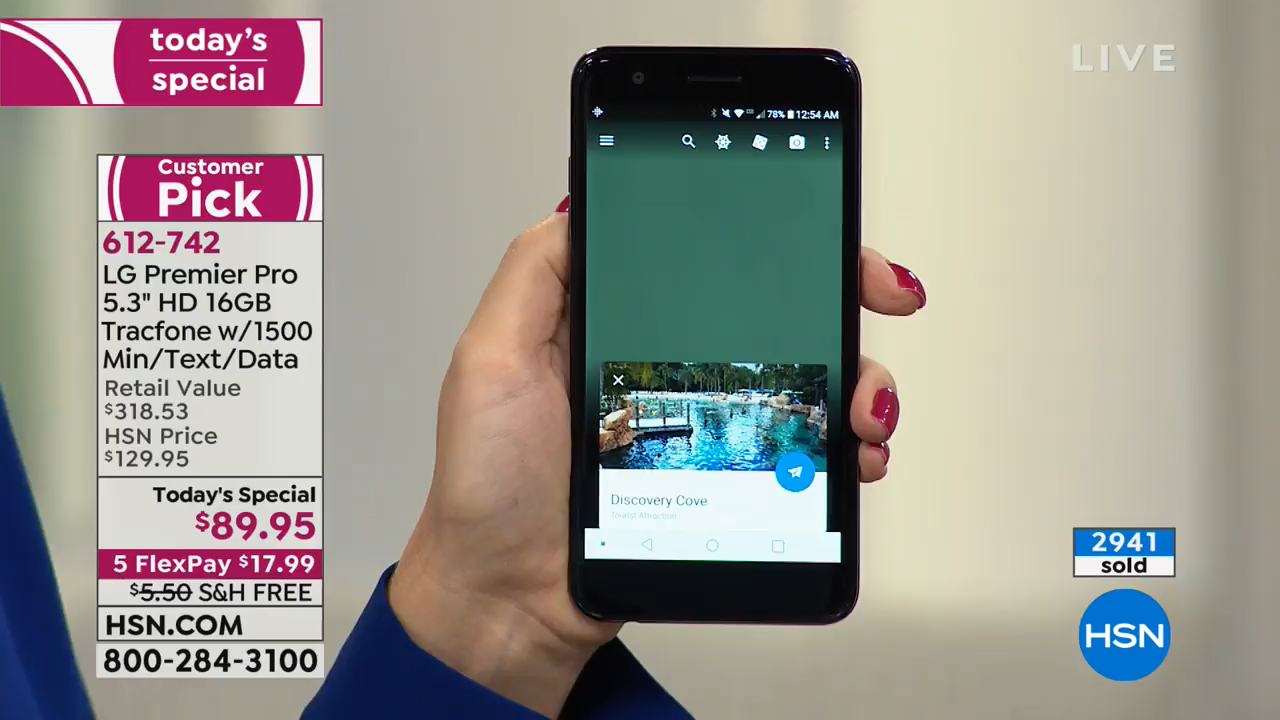 today's
special
LIVE
Customer
Pick
612-742
LG Premier Pro
5.3" HD 16GB
Tracfone w/1500
Min/Text/Data
Retail Value
$318.53
HSN Price
$129.95
Today's Special
$89.95
5 FlexPay $17.99
$5.50 S&H FREE
HSN.COM
800-284-3100
78% 12:54 AM
Discovery Cove
Tourist Attraction
2941
sold
HSN